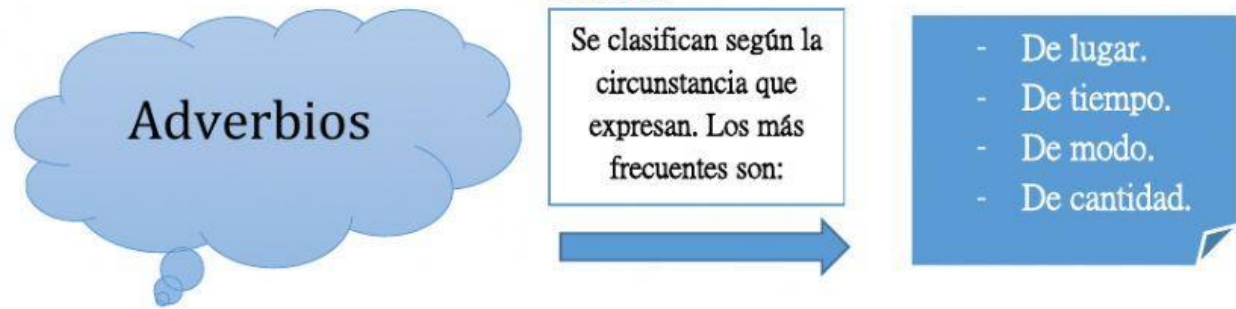 Adverbios
Se clasifican según la
circunstancia que
expresan. Los más
frecuentes son:
- De lugar.
- De tiempo.
- De modo.
- De cantidad.